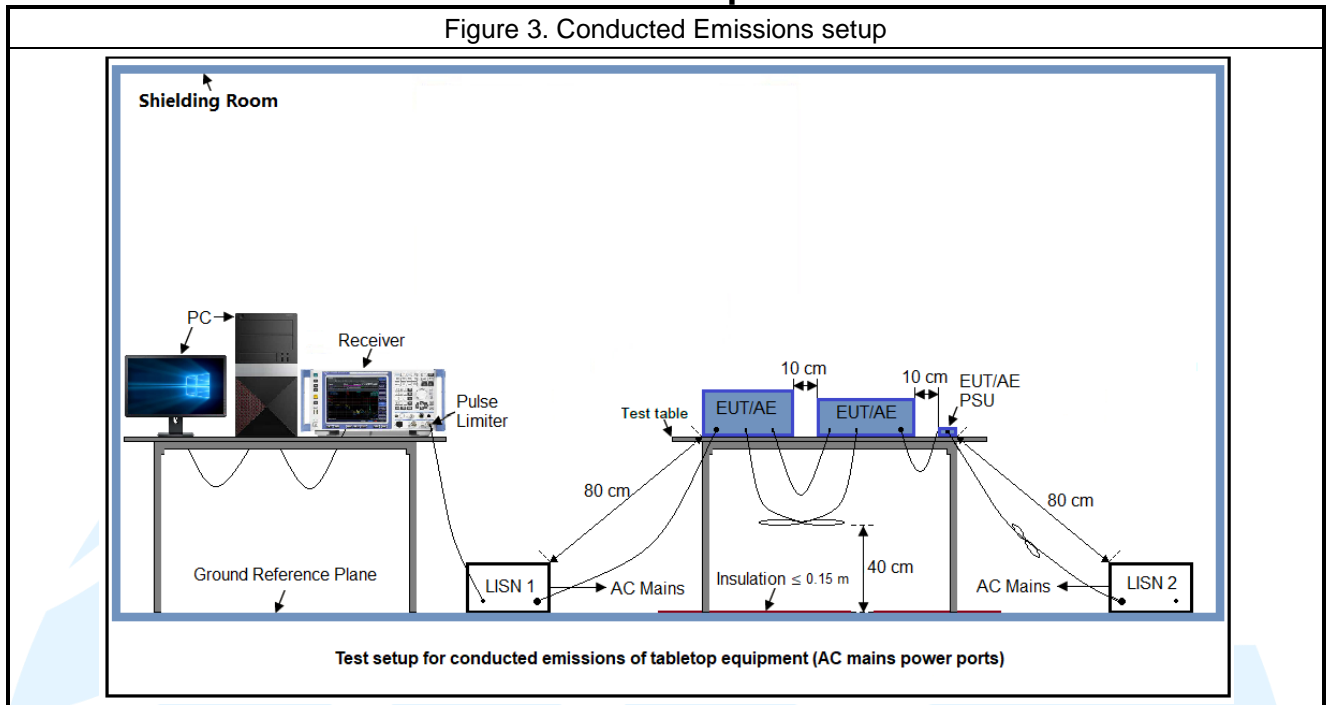 Figure 3. Conducted Emissions setup
Shielding Room
PC
Receiver
Pulse
Limiter
10 cm
10 cm
EUT/AE
PSU
Test table
EUT/AE
EUT/AE
80 cm
80 cm
40 cm
Ground Reference Plane
LISN 1
AC Mains
Insulation ≤ 0.15 m
AC Mains
LISN 2
Test setup for conducted emissions of tabletop equipment (AC mains power ports)